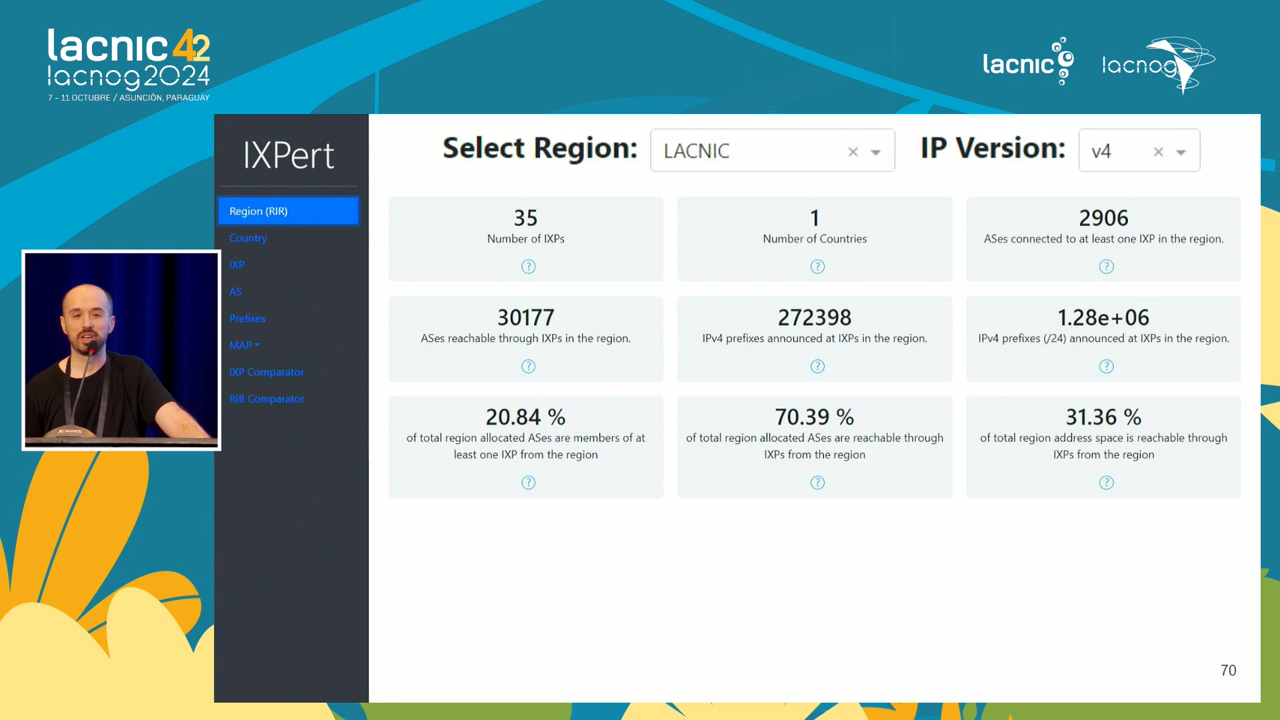 lacnic 42
lacnog2024
7 - 11 OCTUBRE / ASUNCIÓN, PARAGUAY
lacnic
lacnog
IXPert
Region (RIR)
Country
IXP
AS
Prefixes
MAP
IXP Comparator
RIB Comparator
Select Region:
LACNIC
×
IP Version:
v4
×
35
Number of IXPs
?
1
Number of Countries
?
2906
ASes connected to at least one IXP in the region.
?
30177
ASes reachable through IXPs in the region.
?
272398
IPv4 prefixes announced at IXPs in the region.
?
1.28e+06
IPv4 prefixes (/24) announced at IXPs in the region.
?
20.84 %
of total region allocated ASes are members of at
least one IXP from the region
?
70.39 %
of total region allocated ASes are reachable through
IXPs from the region
?
31.36 %
of total region address space is reachable through
IXPs from the region
?
70